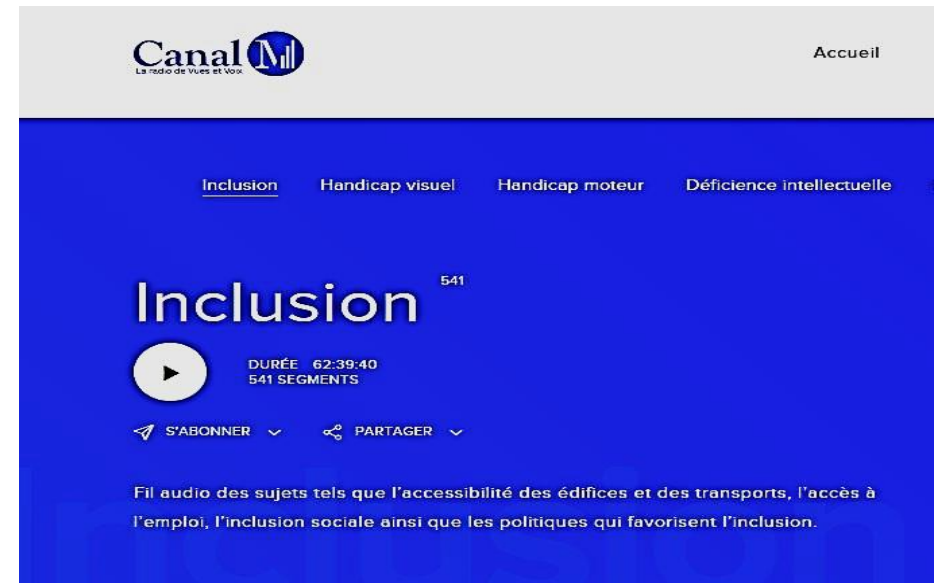 Canal M
La radio de Vues et Voix
Accueil
Inclusion Handicap visuel Handicap moteur Déficience intellectuelle
Inclusion 541
DURÉE 62:39:40
541 SEGMENTS
S'ABONNER PARTAGER
Fil audio des sujets tels que l'accessibilité des édifices et des transports, l'accès à
l'emploi, l'inclusion sociale ainsi que les politiques qui favorisent l'inclusion.
Inclusion